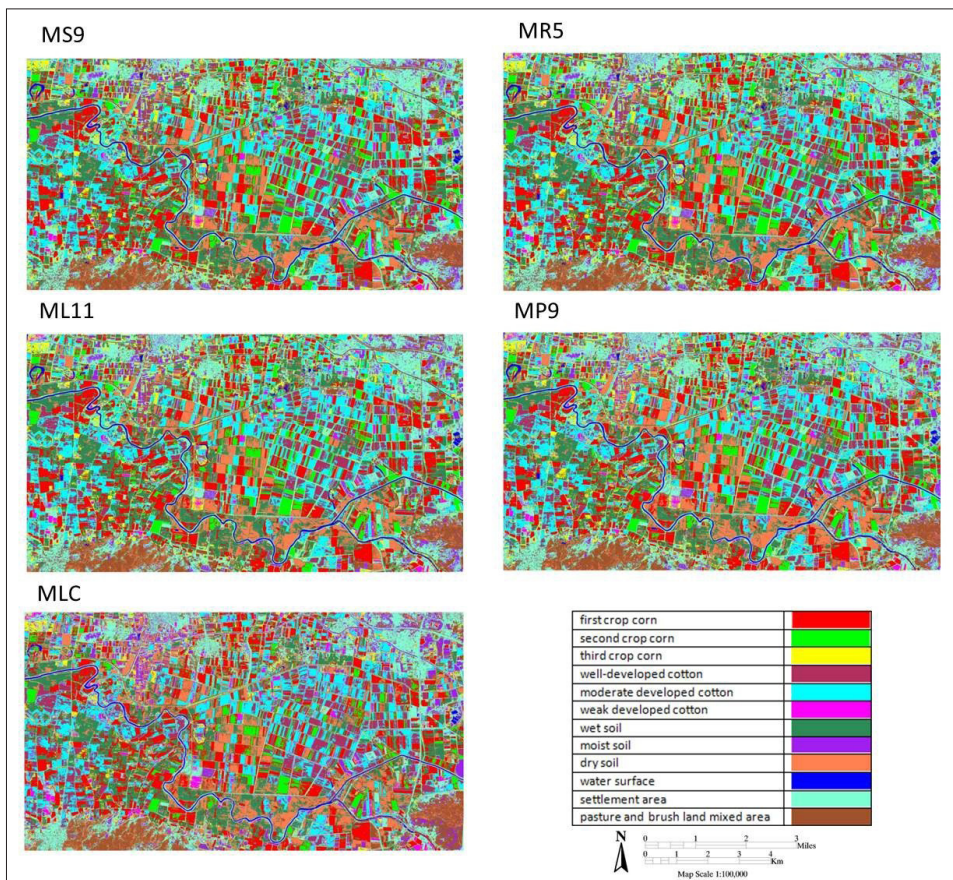 MS9
MR5
ML11
MP9
MLC
first crop corn
second crop corn
third crop corn
well-developed cotton
moderate developed cotton
weak developed cotton
wet soil
moist soil
dry soil
water surface
settlement area
pasture and brush land mixed area
N
0 1 2 3
Miles
0 1 2 3 4
Km
Map Scale 1:100,000